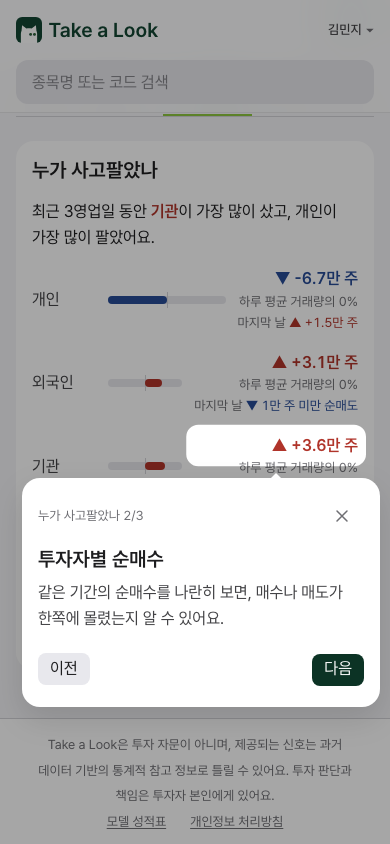 Take a Look
김민지
종목명 또는 코드 검색
누가 사고팔았나
최근 3영업일 동안 기관이 가장 많이 샀고, 개인이
가장 많이 팔았어요.
▼ -6.7만 주
개인
하루 평균 거래량의 0%
마지막 날 ▲ +1.5만 주
▲ +3.1만 주
외국인
하루 평균 거래량의 0%
마지막 날 ▼ 1만 주 미만 순매도
▲ +3.6만 주
기관
하루 평균 거래량의 0%
누가 사고팔았나 2/3
투자자별 순매수
같은 기간의 순매수를 나란히 보면, 매수나 매도가
한쪽에 몰렸는지 알 수 있어요.
이전
다음
Take a Look은 투자 자문이 아니며, 제공되는 신호는 과거
데이터 기반의 통계적 참고 정보로 틀릴 수 있어요. 투자 판단과
책임은 투자자 본인에게 있어요.
모델 성적표 개인정보 처리방침